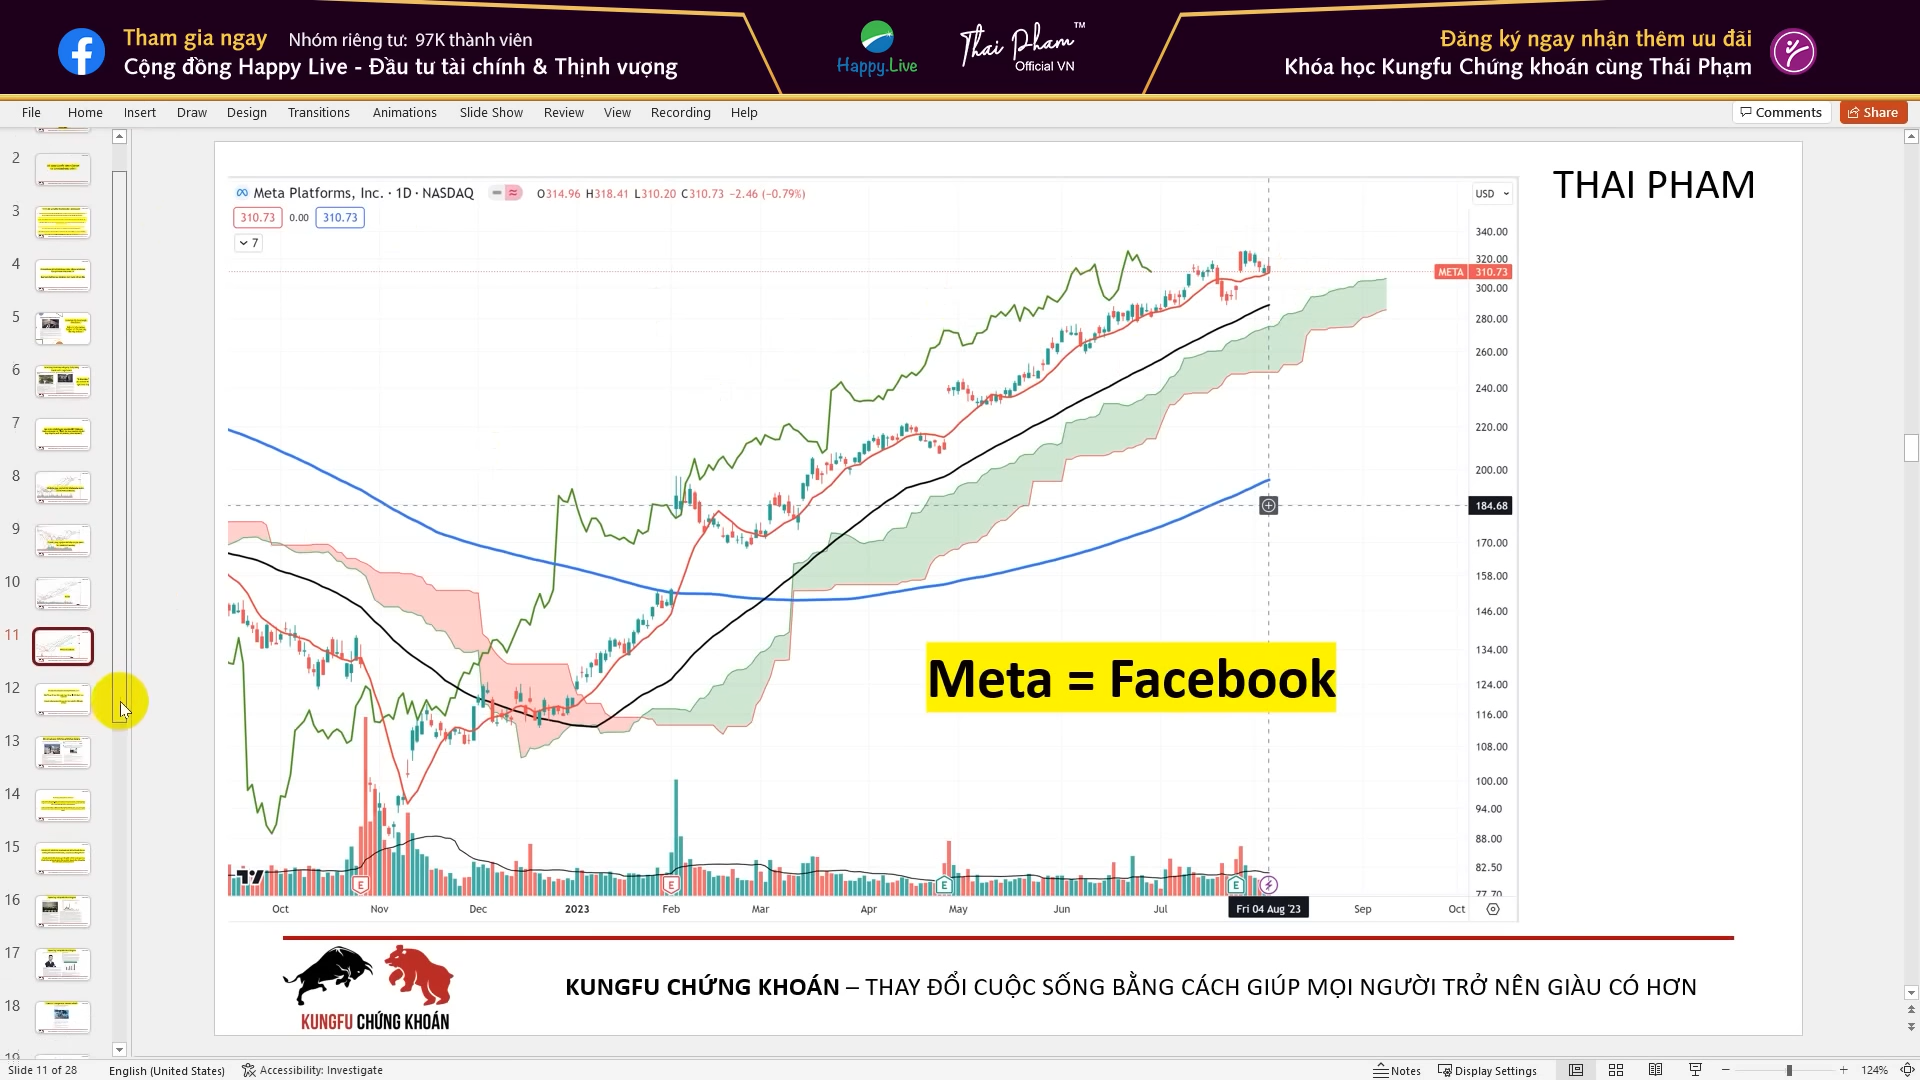 Tham gia ngay Nhóm riêng tư: 97K thành viên
Cộng đồng Happy Live - Đầu tư tài chính & Thịnh vượng
Happy.Live
Thai Pham™
Official VN
Đăng ký ngay nhận thêm ưu đãi
Khóa học Kungfu Chứng khoán cùng Thái Phạm
File Home Insert Draw Design Transitions Animations Slide Show Review View Recording Help
Comments Share
2
3
4
5
6
7
8
9
10
11
12
13
14
15
16
17
18
19
THAI PHAM
Meta Platforms, Inc. · 1D · NASDAQ O314.96 H318.41 L310.20 C310.73 −2.46 (−0.79%)
310.73 0.00 310.73
7
USD
340.00
320.00
META 310.73
300.00
280.00
260.00
240.00
220.00
200.00
184.68
170.00
158.00
146.00
134.00
124.00
116.00
108.00
100.00
94.00
88.00
82.50
77.70
Meta = Facebook
E E E E
Oct Nov Dec 2023 Feb Mar Apr May Jun Jul Fri 04 Aug '23 Sep Oct
KUNGFU CHỨNG KHOÁN
KUNGFU CHỨNG KHOÁN – THAY ĐỔI CUỘC SỐNG BẰNG CÁCH GIÚP MỌI NGƯỜI TRỞ NÊN GIÀU CÓ HƠN
Slide 11 of 28 English (United States) Accessibility: Investigate
Notes Display Settings 124%